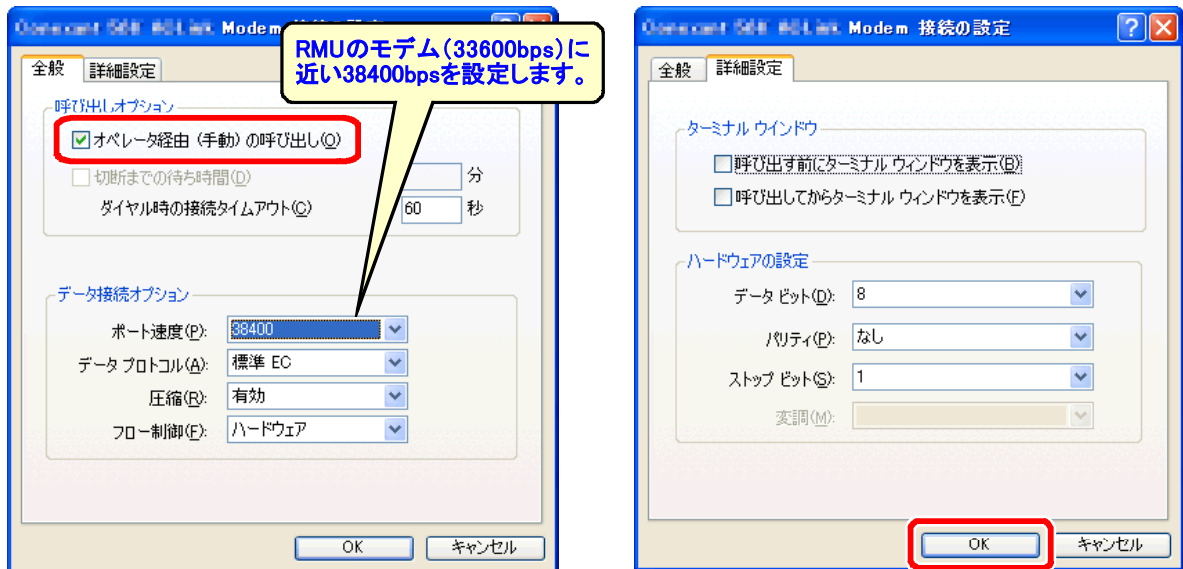 Modem
RMUのモデム(33600bps)に
近い38400bpsを設定します。
全般 詳細設定
呼び出しオプション
オペレータ経由 (手動) の呼び出し(O)
切断までの待ち時間(D) 分
ダイヤル時の接続タイムアウト(C) 60 秒
データ接続オプション
ポート速度(P): 38400
データ プロトコル(A): 標準 EC
圧縮(R): 有効
フロー制御(F): ハードウェア
OK キャンセル
Modem 接続の設定
全般 詳細設定
ターミナル ウインドウ
呼び出す前にターミナル ウィンドウを表示(B)
呼び出してからターミナル ウィンドウを表示(F)
ハードウェアの設定
データ ビット(D): 8
パリティ(P): なし
ストップ ビット(S): 1
変調(M):
OK キャンセル